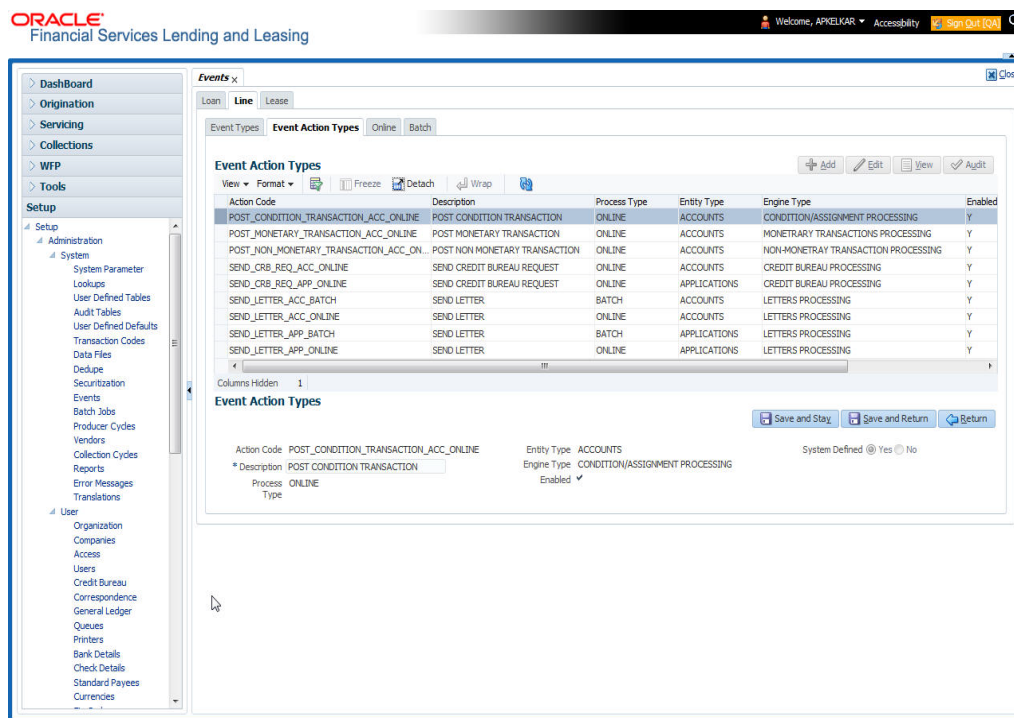 ORACLE
Financial Services Lending and Leasing
Welcome, APKELKAR
Accessibility
Sign Out [QA]
DashBoard
Origination
Servicing
Collections
WFP
Tools
Setup
Setup
Administration
System
System Parameter
Lookups
User Defined Tables
Audit Tables
User Defined Defaults
Transaction Codes
Data Files
Dedupe
Securitization
Events
Batch Jobs
Producer Cycles
Vendors
Collection Cycles
Reports
Error Messages
Translations
User
Organization
Companies
Access
Users
Credit Bureau
Correspondence
General Ledger
Queues
Printers
Bank Details
Check Details
Standard Payees
Currencies
Events x
Clos
Loan Line Lease
Event Types Event Action Types Online Batch
Event Action Types
Add Edit View Audit
View Format Freeze Detach Wrap
Action Code Description Process Type Entity Type Engine Type Enabled
POST_CONDITION_TRANSACTION_ACC_ONLINE POST CONDITION TRANSACTION ONLINE ACCOUNTS CONDITION/ASSIGNMENT PROCESSING Y
POST_MONETARY_TRANSACTION_ACC_ONLINE POST MONETARY TRANSACTION ONLINE ACCOUNTS MONETRARY TRANSACTIONS PROCESSING Y
POST_NON_MONETARY_TRANSACTION_ACC_ON... POST NON MONETARY TRANSACTION ONLINE ACCOUNTS NON-MONETRAY TRANSACTION PROCESSING Y
SEND_CRB_REQ_ACC_ONLINE SEND CREDIT BUREAU REQUEST ONLINE ACCOUNTS CREDIT BUREAU PROCESSING Y
SEND_CRB_REQ_APP_ONLINE SEND CREDIT BUREAU REQUEST ONLINE APPLICATIONS CREDIT BUREAU PROCESSING Y
SEND_LETTER_ACC_BATCH SEND LETTER BATCH ACCOUNTS LETTERS PROCESSING Y
SEND_LETTER_ACC_ONLINE SEND LETTER ONLINE ACCOUNTS LETTERS PROCESSING Y
SEND_LETTER_APP_BATCH SEND LETTER BATCH APPLICATIONS LETTERS PROCESSING Y
SEND_LETTER_APP_ONLINE SEND LETTER ONLINE APPLICATIONS LETTERS PROCESSING Y
Columns Hidden 1
Event Action Types
Save and Stay Save and Return Return
Action Code POST_CONDITION_TRANSACTION_ACC_ONLINE Entity Type ACCOUNTS System Defined Yes No
* Description POST CONDITION TRANSACTION Engine Type CONDITION/ASSIGNMENT PROCESSING
Process Type ONLINE Enabled